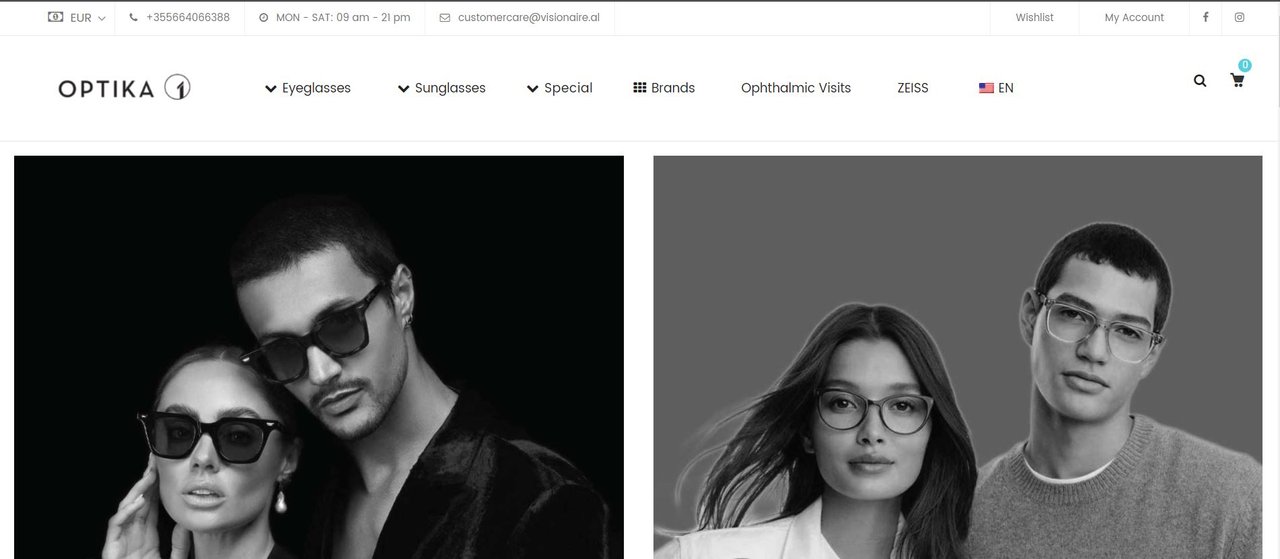 EUR +355664066388 MON - SAT: 09 am - 21 pm customercare@visionaire.al Wishlist My Account
OPTIKA 1 Eyeglasses Sunglasses Special Brands Ophthalmic Visits ZEISS EN 0